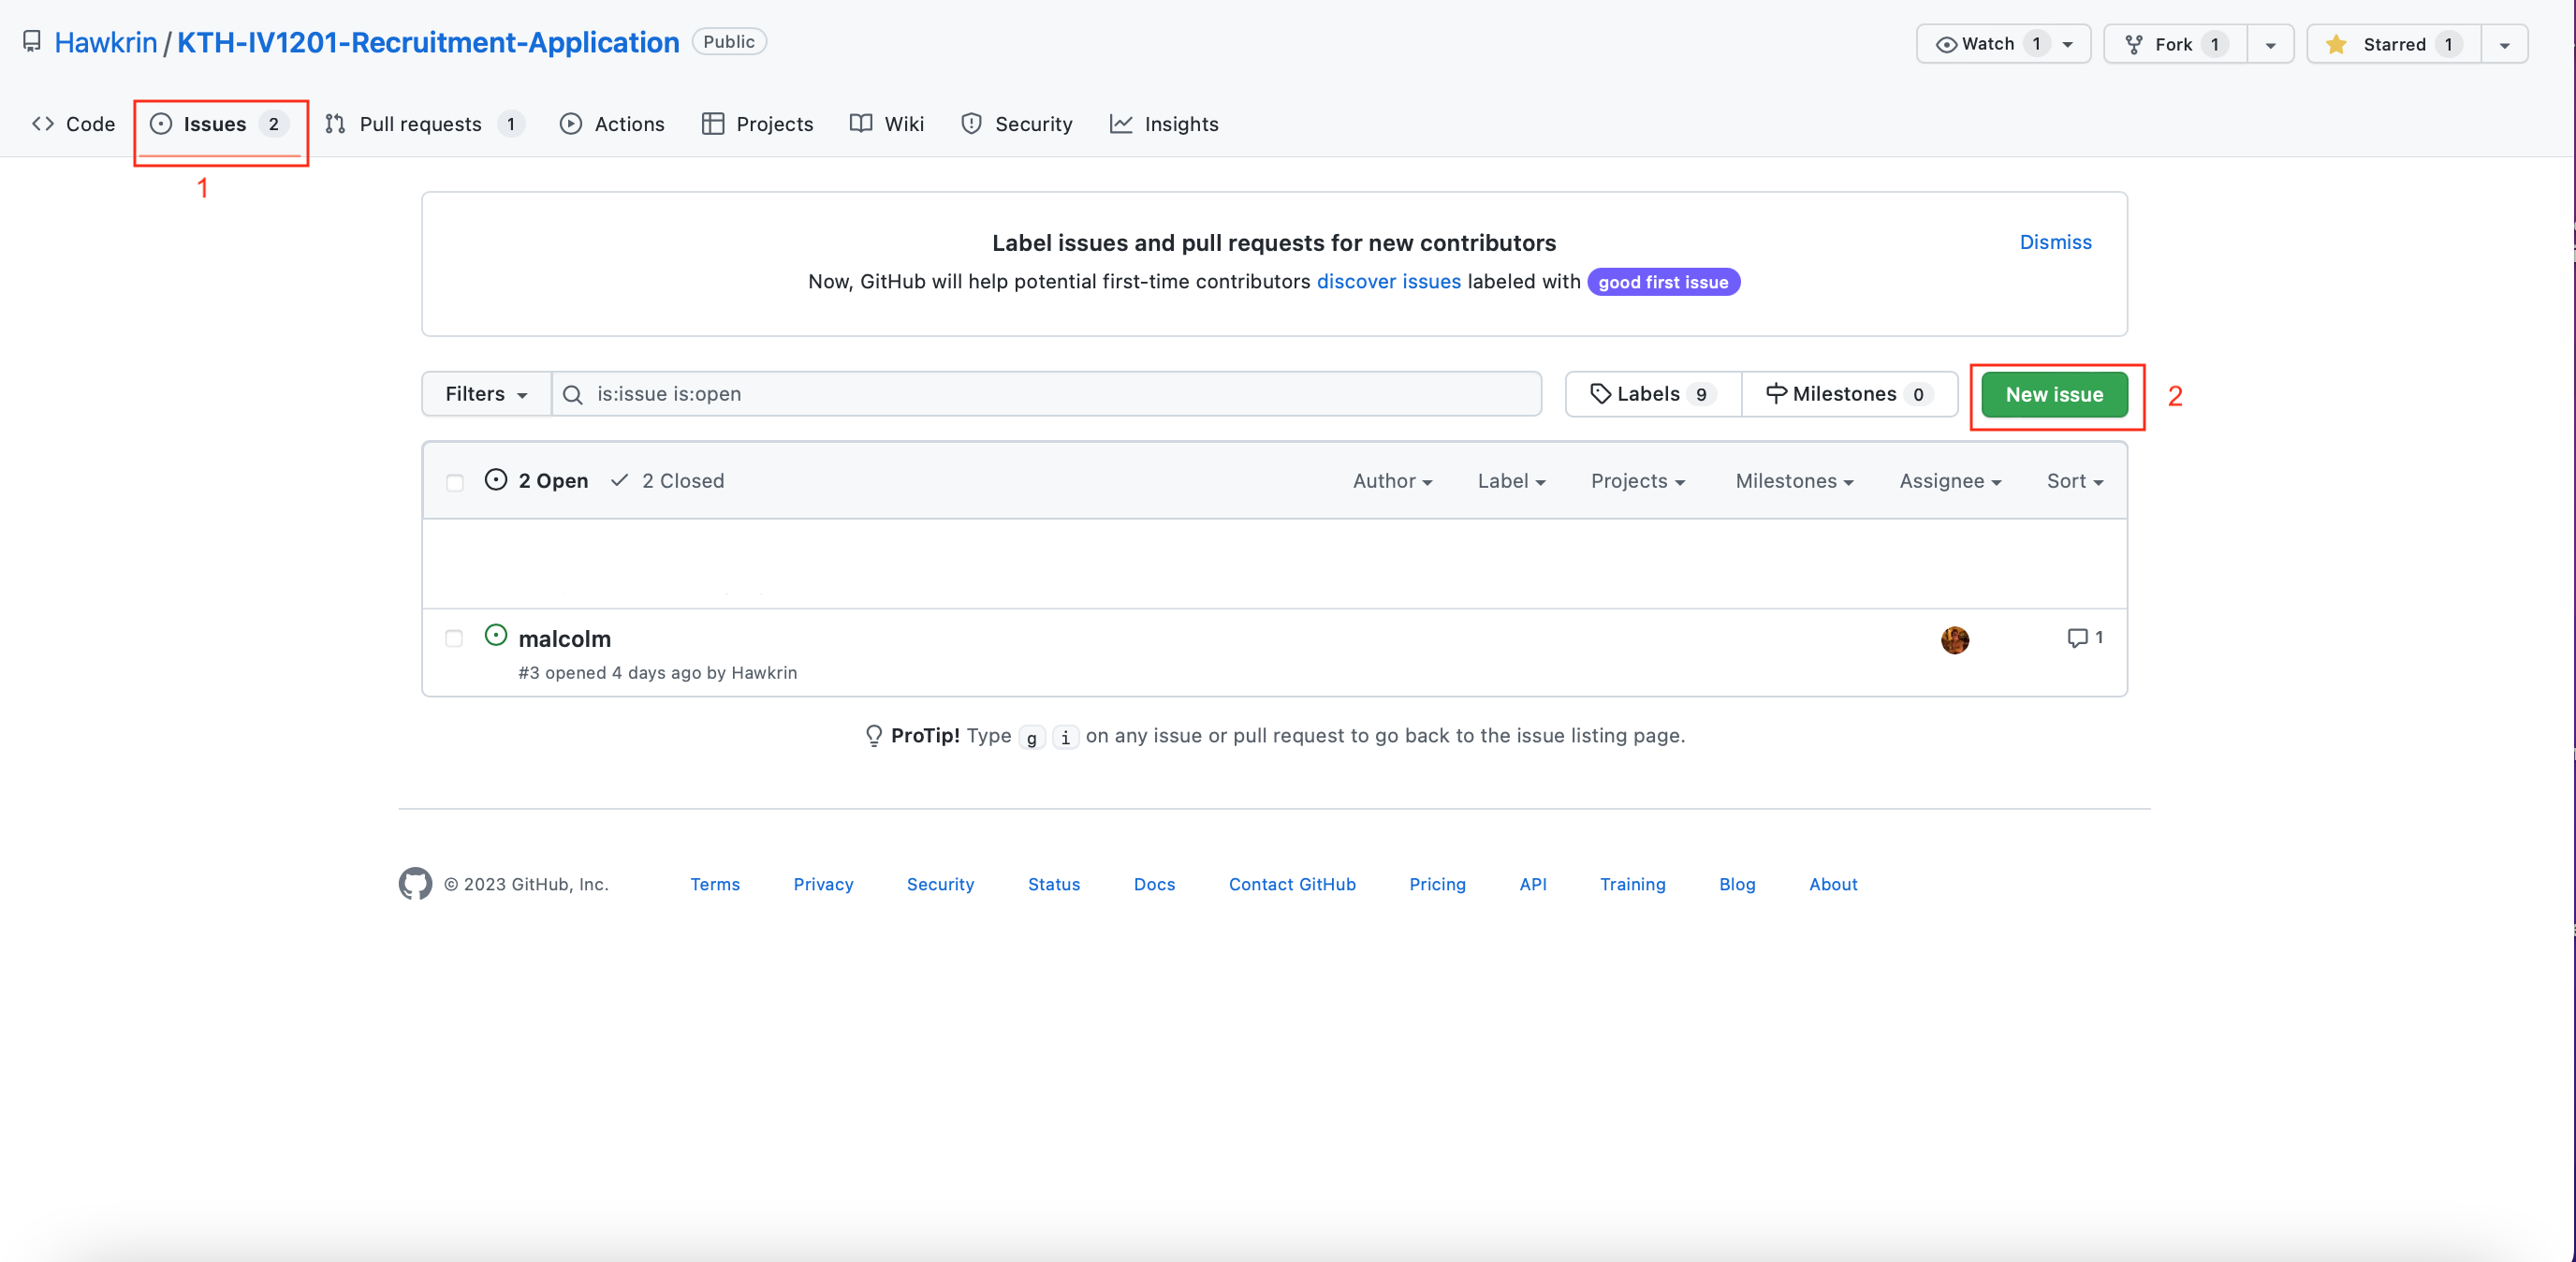 Hawkrin / KTH-IV1201-Recruitment-Application Public Watch 1 Fork 1 Starred 1
Code Issues 2 Pull requests 1 Actions Projects Wiki Security Insights
1
Label issues and pull requests for new contributors
Dismiss
Now, GitHub will help potential first-time contributors discover issues labeled with good first issue
Filters is:issue is:open Labels 9 Milestones 0 New issue 2
2 Open 2 Closed Author Label Projects Milestones Assignee Sort
malcolm 1
#3 opened 4 days ago by Hawkrin
ProTip! Type g i on any issue or pull request to go back to the issue listing page.
© 2023 GitHub, Inc. Terms Privacy Security Status Docs Contact GitHub Pricing API Training Blog About